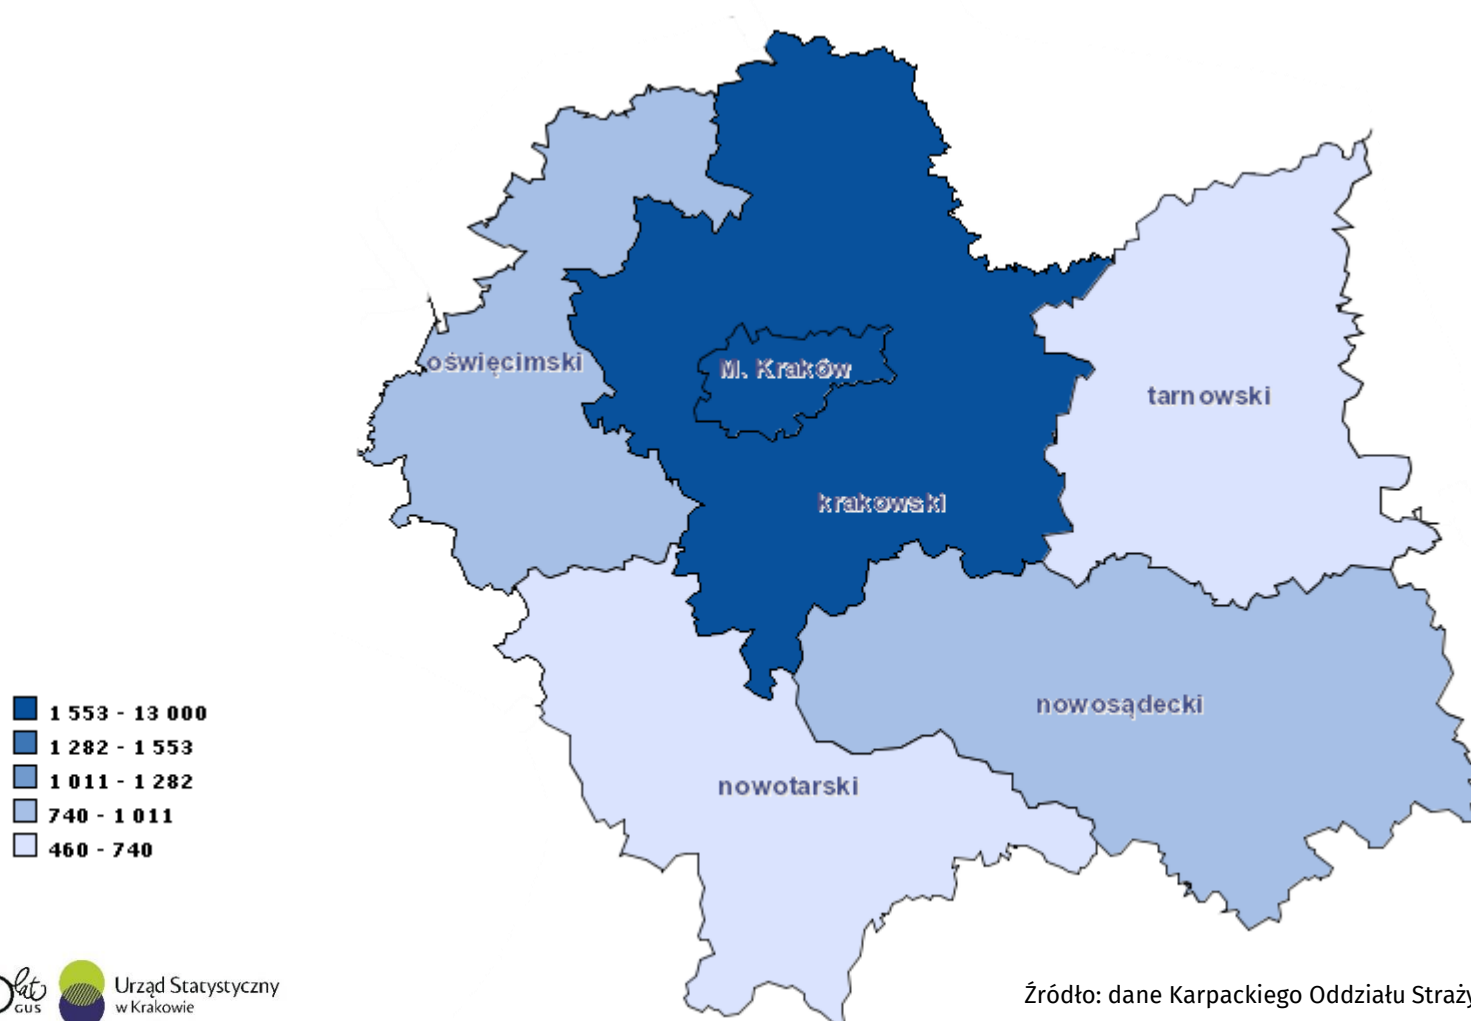 oświęcimski
M. Kraków
tarnowski
krakowski
nowosądecki
nowotarski
1 553 - 13 000
1 282 - 1 553
1 011 - 1 282
740 - 1 011
460 - 740
lat
GUS
Urząd Statystyczny
w Krakowie
Źródło: dane Karpackiego Oddziału Straży